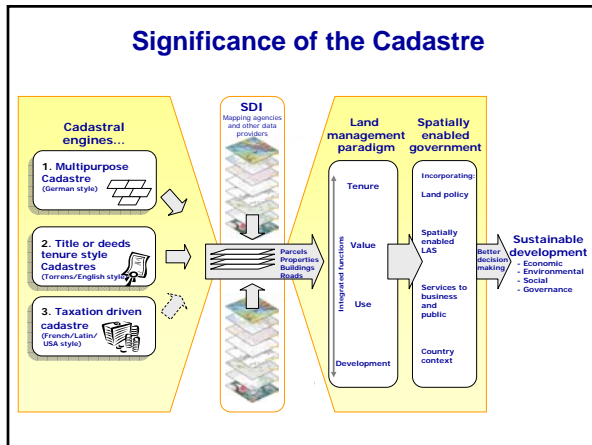 Significance of the Cadastre
Cadastral
engines...
1. Multipurpose
Cadastre
(German style)
2. Title or deeds
tenure style
Cadastres
(Torrens/English style)
3. Taxation driven
cadastre
(French/Latin/
USA style)
SDI
Mapping agencies
and other data
providers
Parcels
Properties
Buildings
Roads
Land
management
paradigm
Integrated functions
Tenure
Value
Use
Development
Spatially
enabled
government
Incorporating:
Land policy
Spatially
enabled
LAS
Services to
business
and
public
Country
context
Better
decision
making
Sustainable
development
- Economic
- Environmental
- Social
- Governance